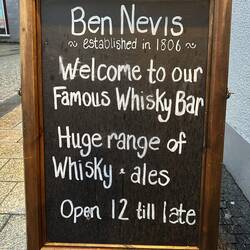 Ben Nevis
~ established in 1806 ~
Welcome to our
Famous Whisky Bar
Huge range of
Whisky & ales
Open 12 till late